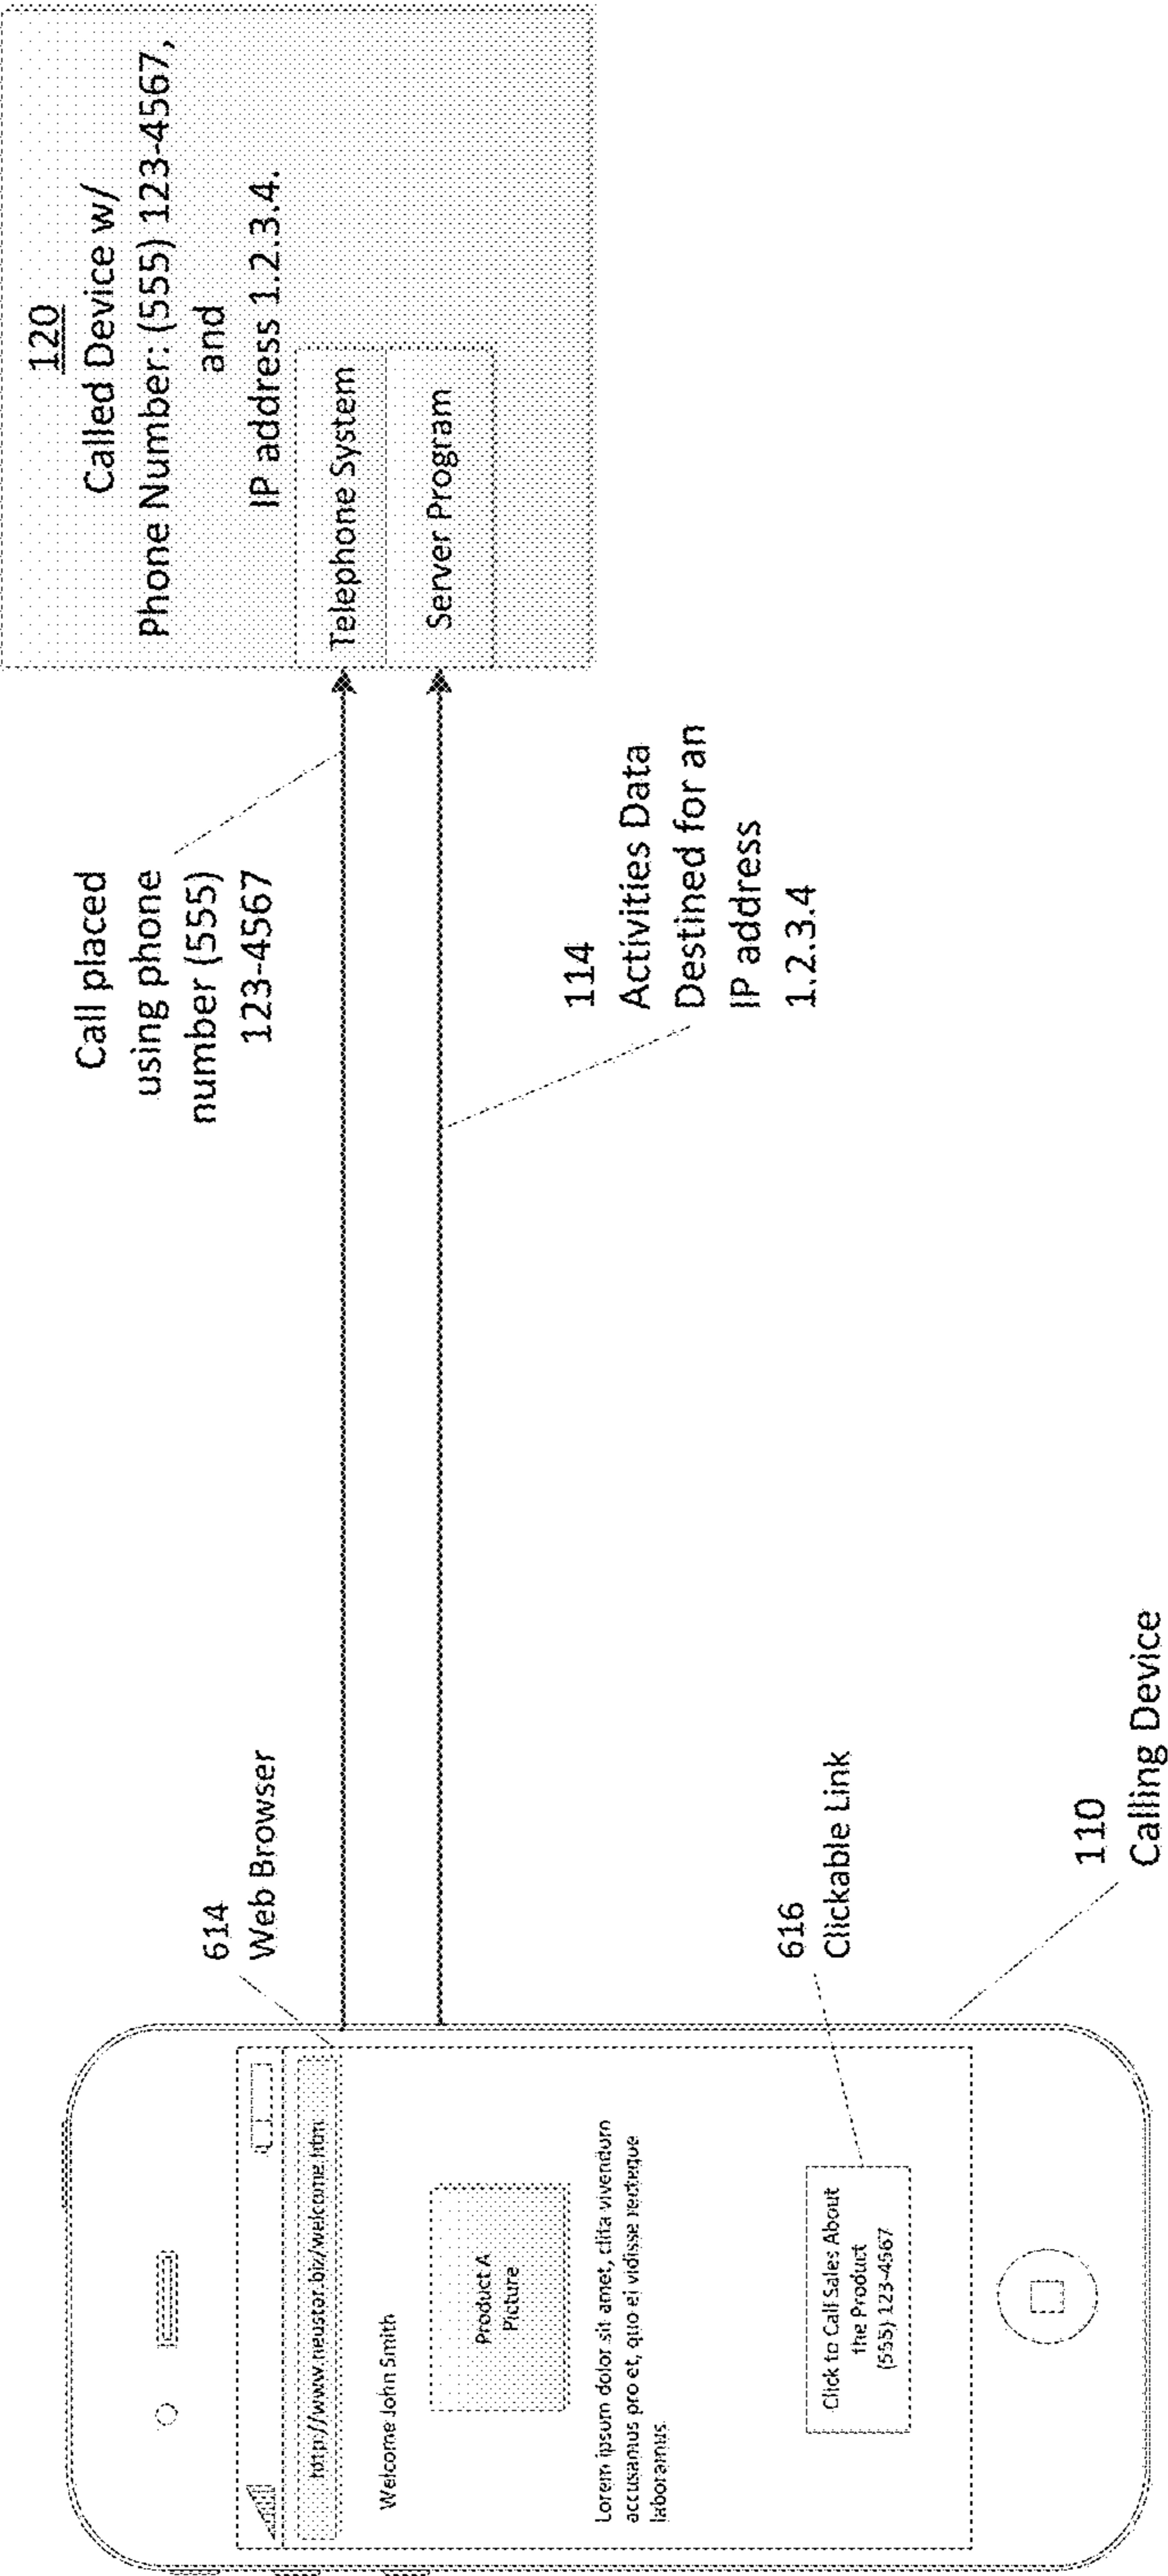 http://www.neustar.biz/welcome.htm
Welcome John Smith
Product A
Picture
Lorem ipsum dolor sit amet, clita vivendum
accusamus pro et, quo ei vidisse recteque
laboramus.
Click to Call Sales About
the Product
(555) 123-4567
614
Web Browser
616
Clickable Link
110
Calling Device
Call placed
using phone
number (555)
123-4567
114
Activities Data
Destined for an
IP address
1.2.3.4
120
Called Device w/
Phone Number: (555) 123-4567,
and
IP address 1.2.3.4.
Telephone System
Server Program